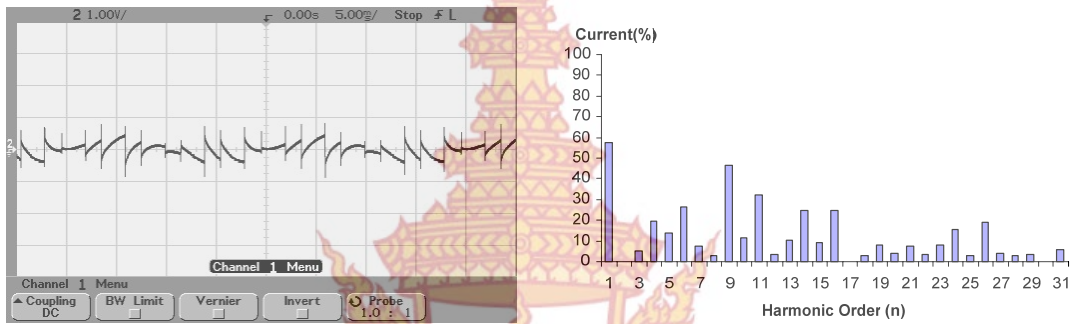 2 1.00V/ 0.00s 5.00ms/ Stop L
2
Channel 1 Menu
Channel 1 Menu
Coupling BW Limit Vernier Invert Probe
DC 1.0 : 1
Current(%)
100
90
80
70
60
50
40
30
20
10
0
1 3 5 7 9 11 13 15 17 19 21 23 25 27 29 31
Harmonic Order (n)